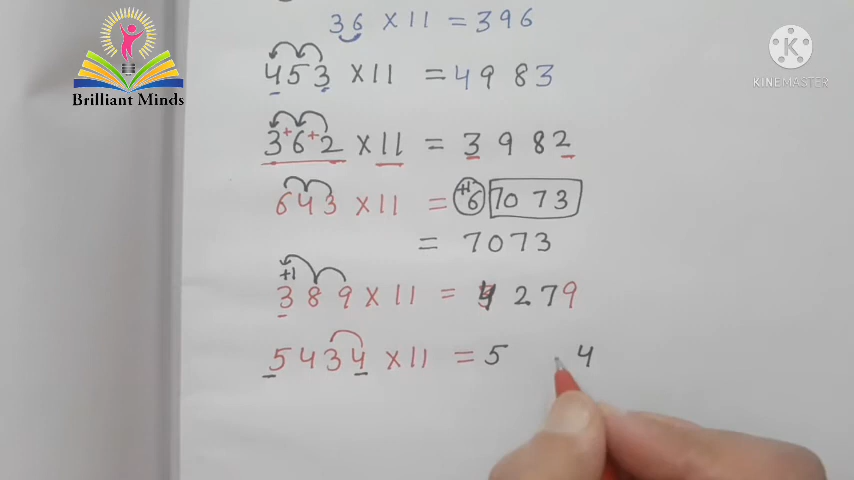 36 × 11 = 396
453 × 11 = 4983
3+6+2 × 11 = 3982
643 × 11 = +1 6 7073
= 7073
+1
389 × 11 = 4279
5434 × 11 = 5 4
Brilliant Minds
K
KINEMASTER